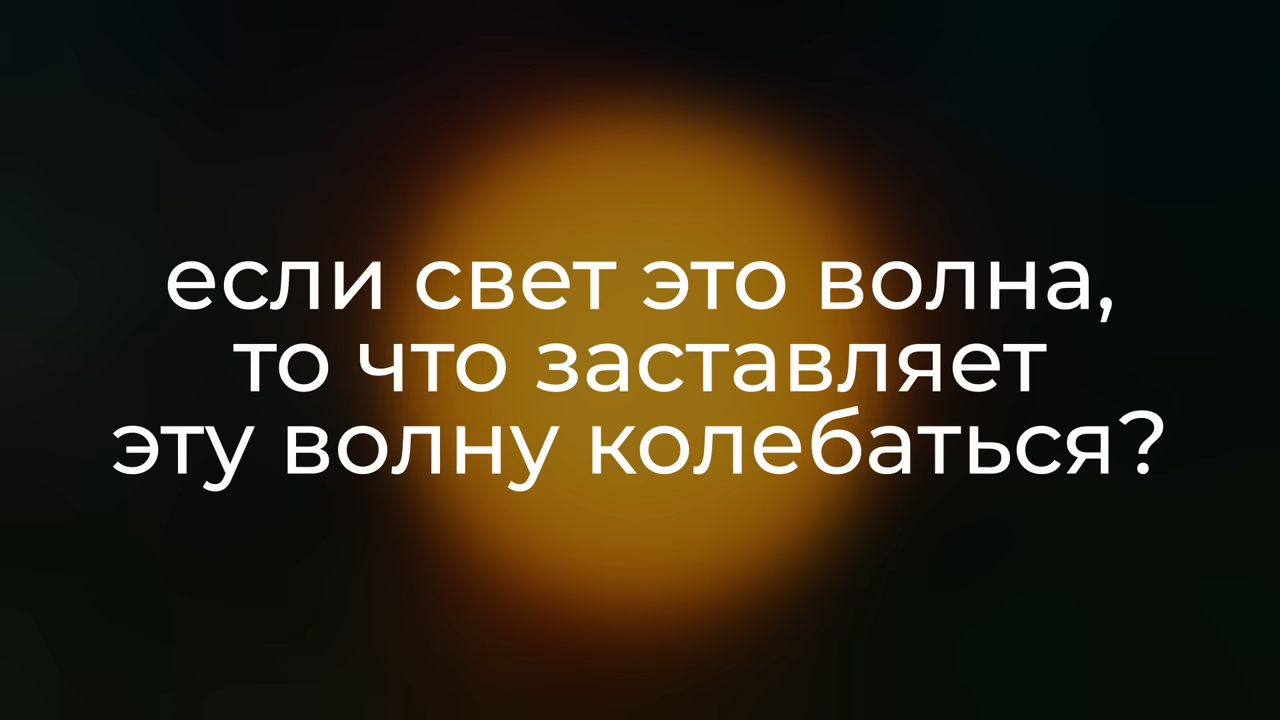 если свет это волна,
то что заставляет
эту волну колебаться?